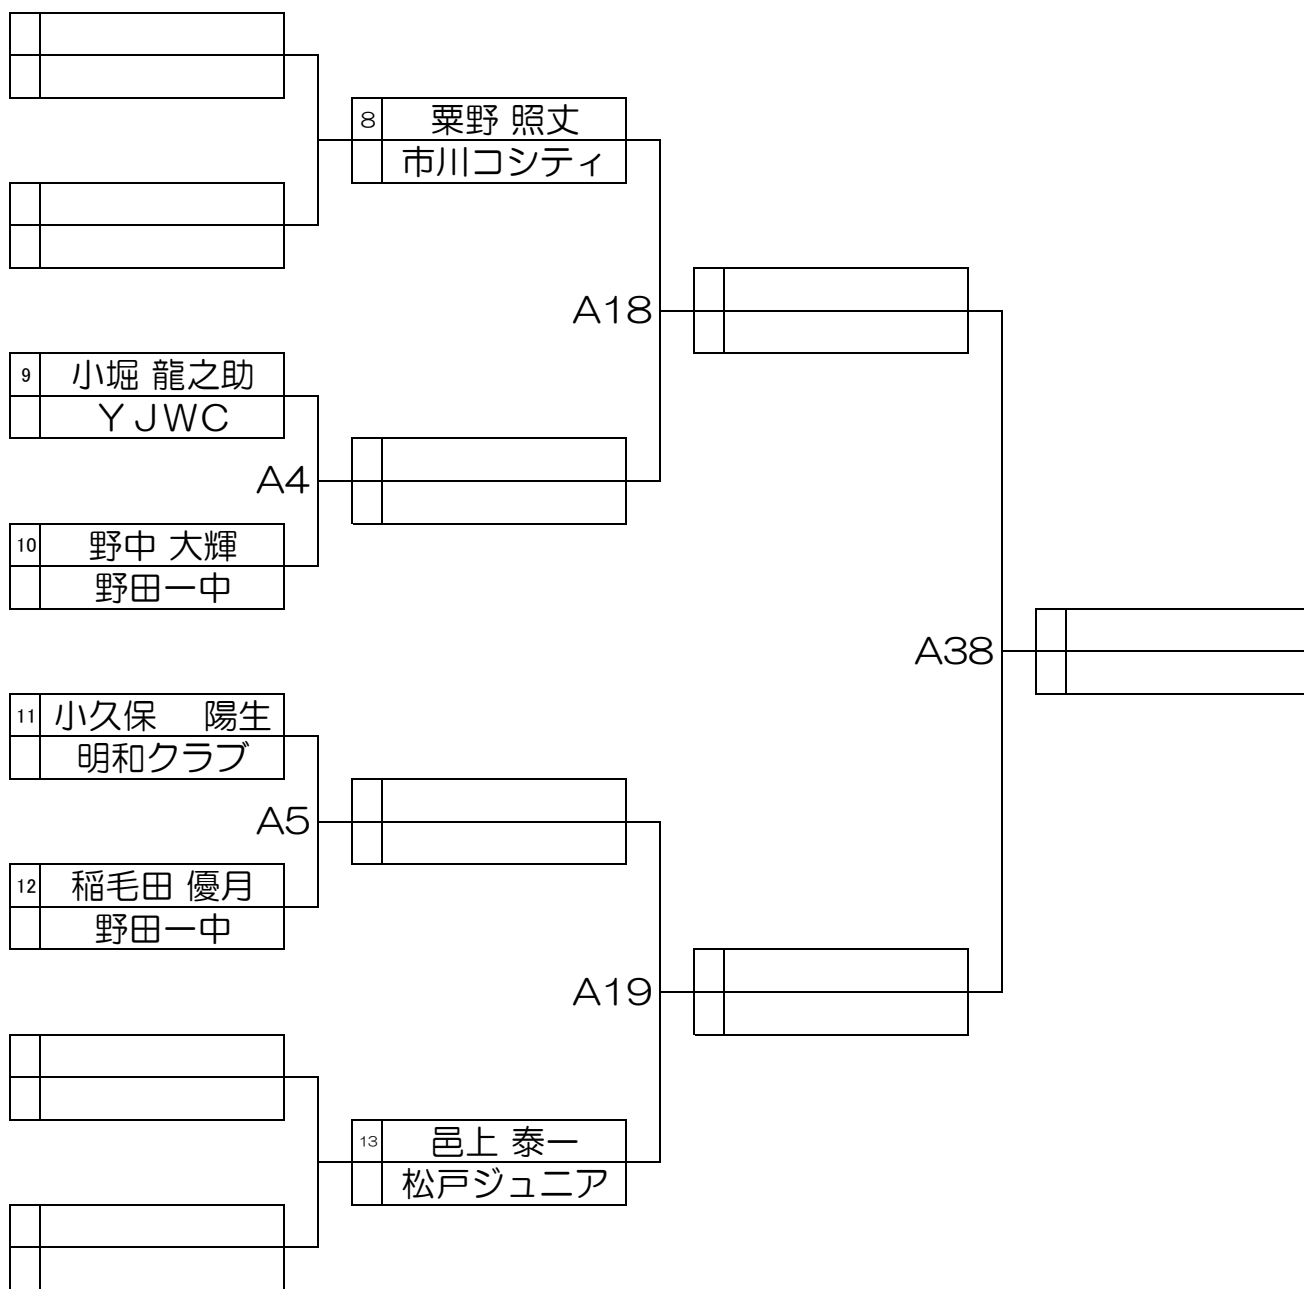 8
粟野 照丈
市川コシティ
A18
9
小堀 龍之助
ＹＪＷＣ
A4
10
野中 大輝
野田一中
A38
11
小久保　陽生
明和クラブ
A5
12
稲毛田 優月
野田一中
A19
13
邑上 泰一
松戸ジュニア